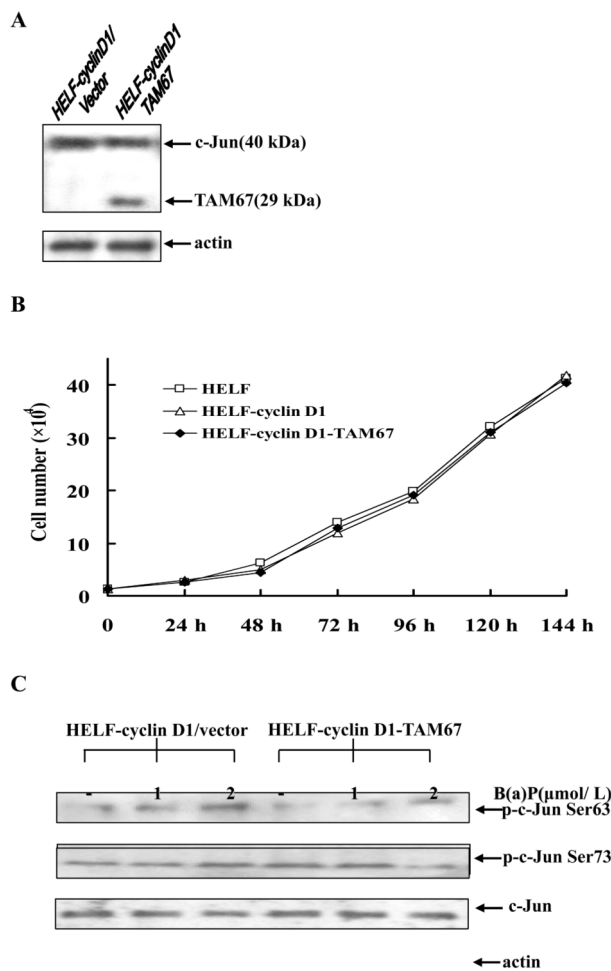 A
HELF-cyclinD1/
Vector
HELF-cyclinD1
TAM67
c-Jun(40 kDa)
TAM67(29 kDa)
actin
B
Cell number (×10⁴)
40
30
20
10
0
HELF
HELF-cyclin D1
HELF-cyclin D1-TAM67
0 24 h 48 h 72 h 96 h 120 h 144 h
C
HELF-cyclin D1/vector HELF-cyclin D1-TAM67
- 1 2 - 1 2 B(a)P(μmol/ L)
p-c-Jun Ser63
p-c-Jun Ser73
c-Jun
actin